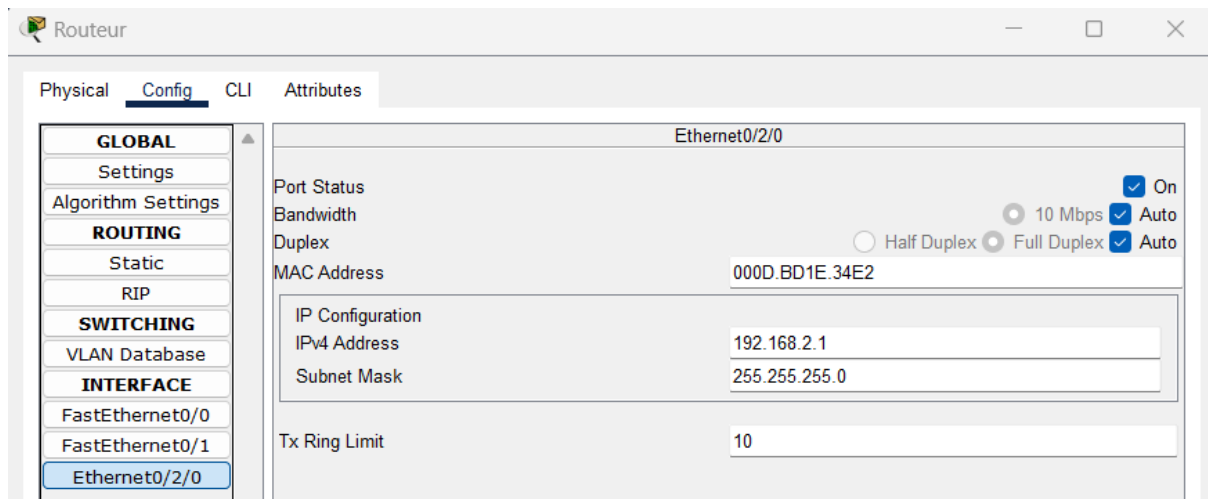 Routeur
Physical Config CLI Attributes
GLOBAL
Settings
Algorithm Settings
ROUTING
Static
RIP
SWITCHING
VLAN Database
INTERFACE
FastEthernet0/0
FastEthernet0/1
Ethernet0/2/0
Ethernet0/2/0
Port Status On
Bandwidth 10 Mbps Auto
Duplex Half Duplex Full Duplex Auto
MAC Address 000D.BD1E.34E2
IP Configuration
IPv4 Address 192.168.2.1
Subnet Mask 255.255.255.0
Tx Ring Limit 10